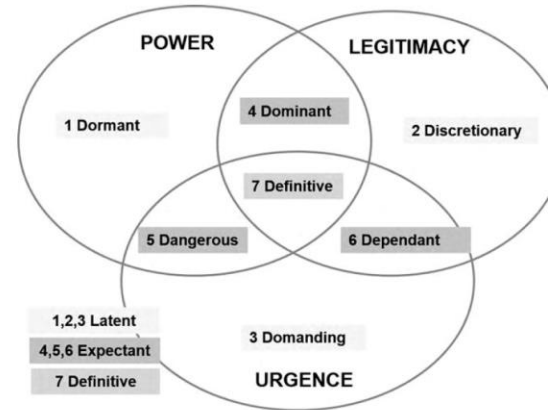 POWER
LEGITIMACY
1 Dormant
4 Dominant
2 Discretionary
7 Definitive
5 Dangerous
6 Dependant
1,2,3 Latent
4,5,6 Expectant
7 Definitive
3 Domanding
URGENCE